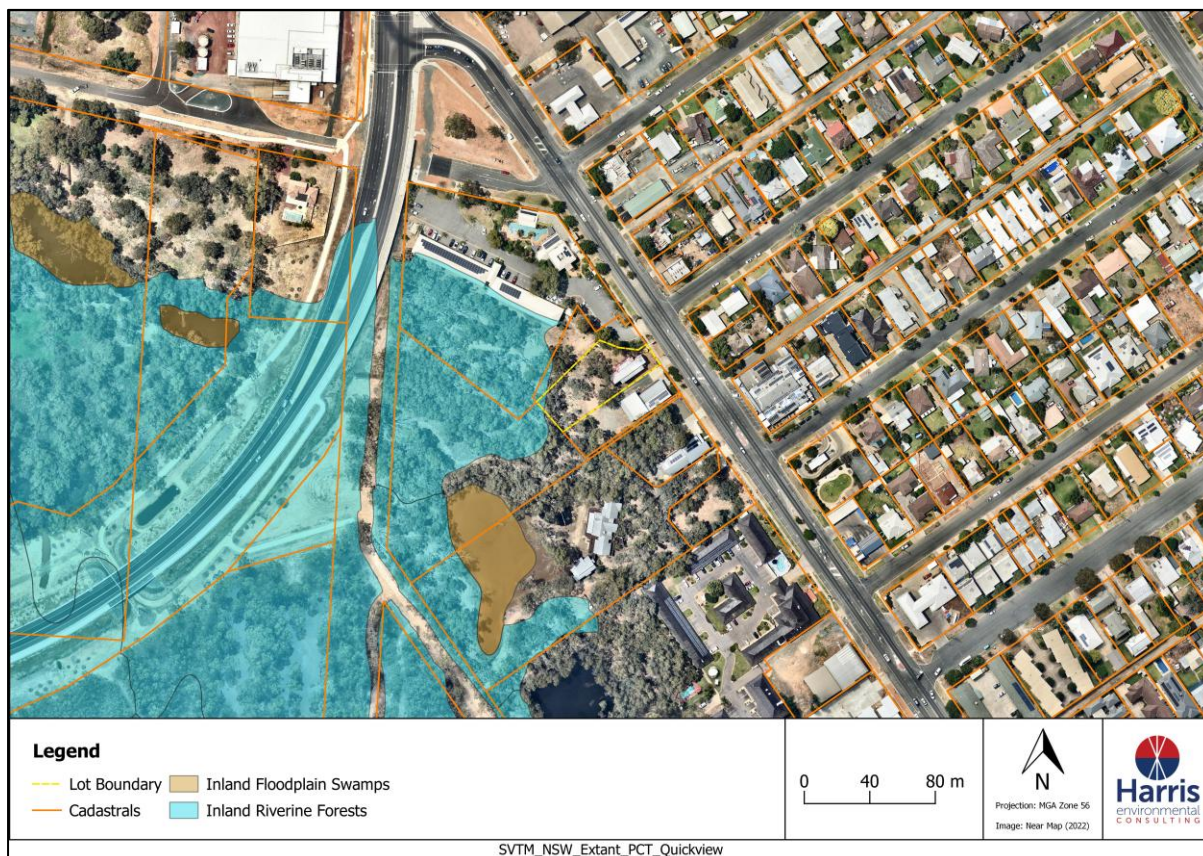 Legend
Lot Boundary
Inland Floodplain Swamps
Cadastrals
Inland Riverine Forests
0 40 80 m
N
Projection: MGA Zone 56
Image: Near Map (2022)
Harris
environmental
CONSULTING
SVTM_NSW_Extant_PCT_Quickview